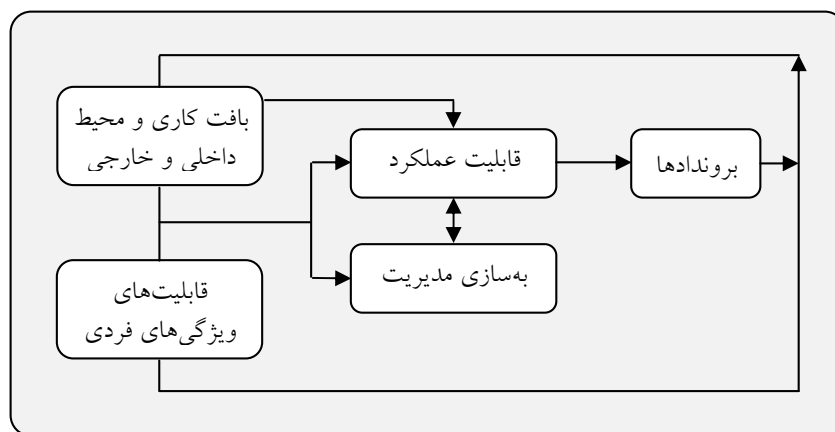 بافت کاری و محیط
داخلی و خارجی
قابلیت عملکرد
بروندادها
به‌سازی مدیریت
قابلیت‌های
ویژگی‌های فردی